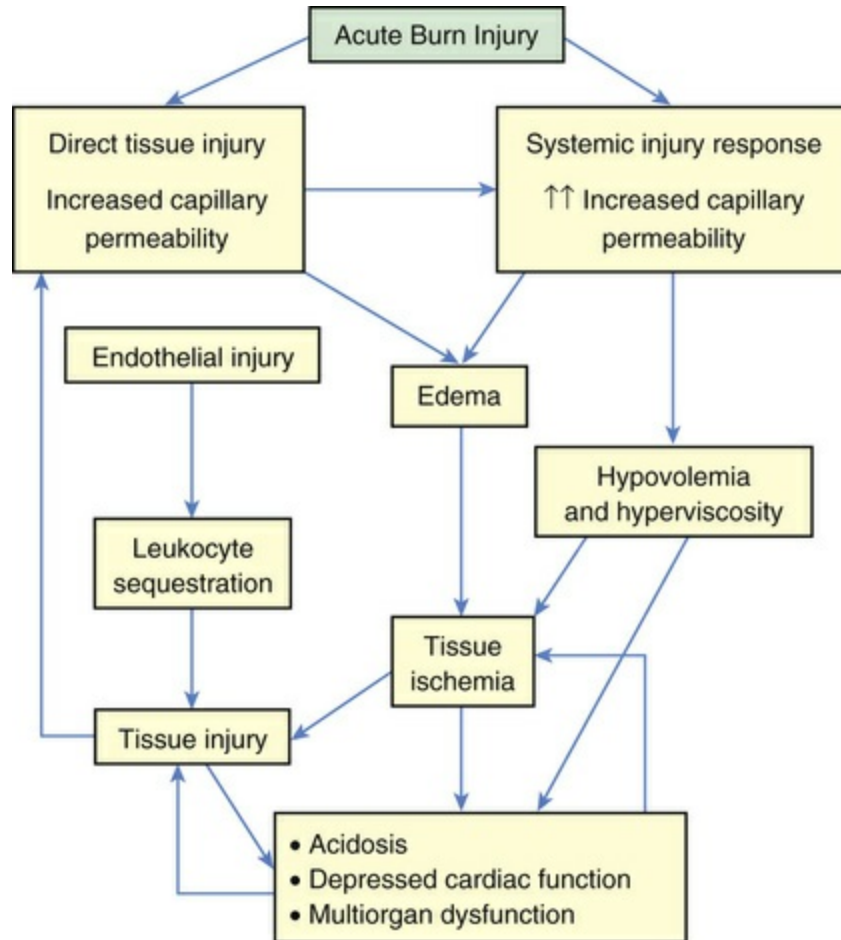 Acute Burn Injury
Direct tissue injury
Increased capillary
permeability
Systemic injury response
↑↑ Increased capillary
permeability
Endothelial injury
Edema
Hypovolemia
and hyperviscosity
Leukocyte
sequestration
Tissue
ischemia
Tissue injury
• Acidosis
• Depressed cardiac function
• Multiorgan dysfunction